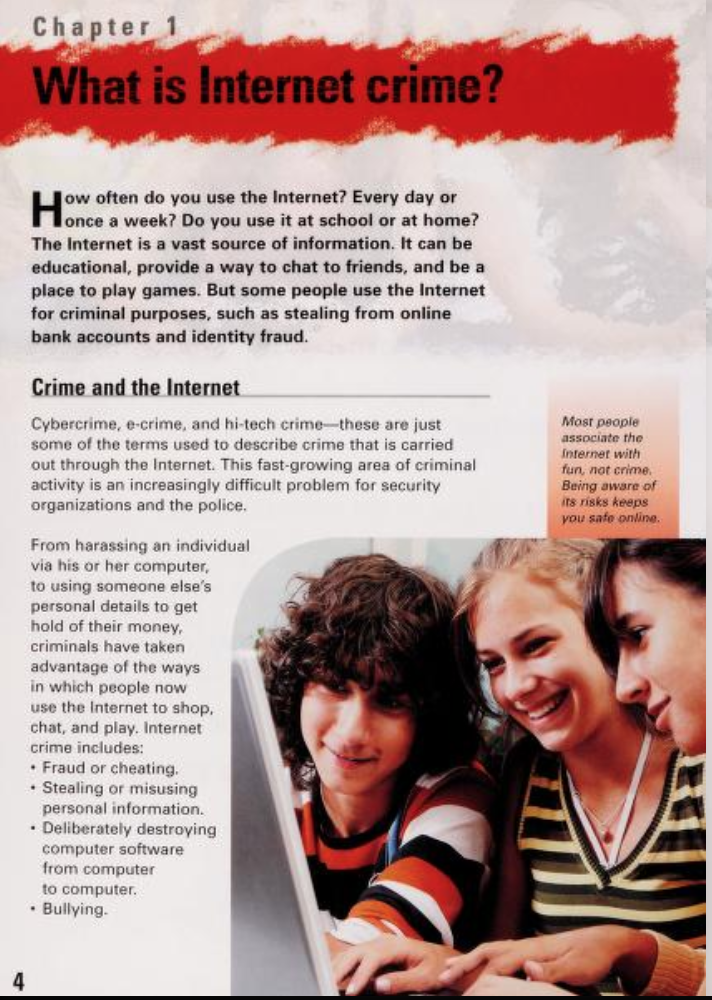 Chapter 1
What is Internet crime?
How often do you use the Internet? Every day or
once a week? Do you use it at school or at home?
The Internet is a vast source of information. It can be
educational, provide a way to chat to friends, and be a
place to play games. But some people use the Internet
for criminal purposes, such as stealing from online
bank accounts and identity fraud.
Crime and the Internet
Cybercrime, e-crime, and hi-tech crime—these are just
some of the terms used to describe crime that is carried
out through the Internet. This fast-growing area of criminal
activity is an increasingly difficult problem for security
organizations and the police.
Most people
associate the
Internet with
fun, not crime.
Being aware of
its risks keeps
you safe online.
From harassing an individual
via his or her computer,
to using someone else's
personal details to get
hold of their money,
criminals have taken
advantage of the ways
in which people now
use the Internet to shop,
chat, and play. Internet
crime includes:
• Fraud or cheating.
• Stealing or misusing
personal information.
• Deliberately destroying
computer software
from computer
to computer.
• Bullying.
4